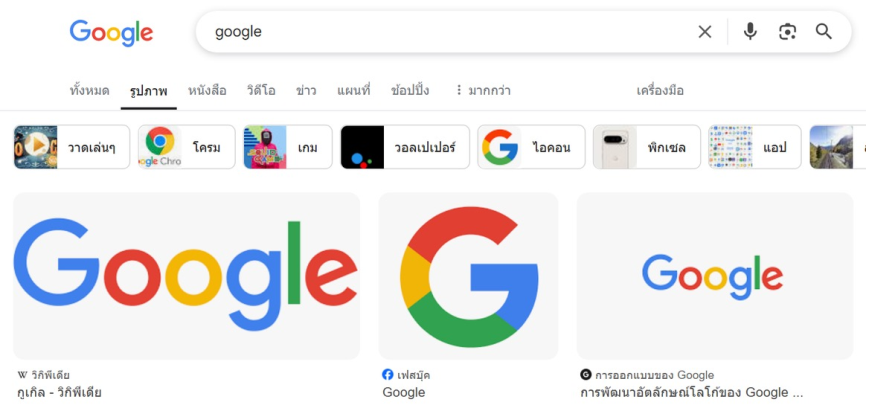 Google google
ทั้งหมด รูปภาพ หนังสือ วิดีโอ ข่าว แผนที่ ช้อปปิ้ง มากกว่า เครื่องมือ
วาดเล่นๆ โครม เกม วอลเปเปอร์ ไอคอน พิกเซล แอป
ogle Chro
Google G Google
W วิกิพีเดีย
กูเกิล - วิกิพีเดีย
เฟสบุ๊ค
Google
G การออกแบบของ Google
การพัฒนาอัตลักษณ์โลโก้ของ Google ...